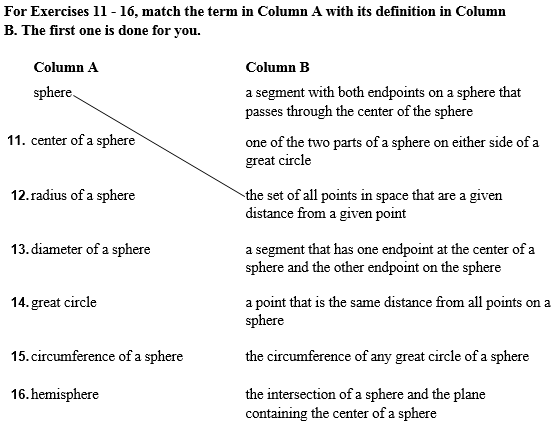 For Exercises 11 - 16, match the term in Column A with its definition in Column
B. The first one is done for you.
Column A
Column B
sphere
a segment with both endpoints on a sphere that
passes through the center of the sphere
11. center of a sphere
one of the two parts of a sphere on either side of a
great circle
12. radius of a sphere
the set of all points in space that are a given
distance from a given point
13. diameter of a sphere
a segment that has one endpoint at the center of a
sphere and the other endpoint on the sphere
14. great circle
a point that is the same distance from all points on a
sphere
15. circumference of a sphere
the circumference of any great circle of a sphere
16. hemisphere
the intersection of a sphere and the plane
containing the center of a sphere